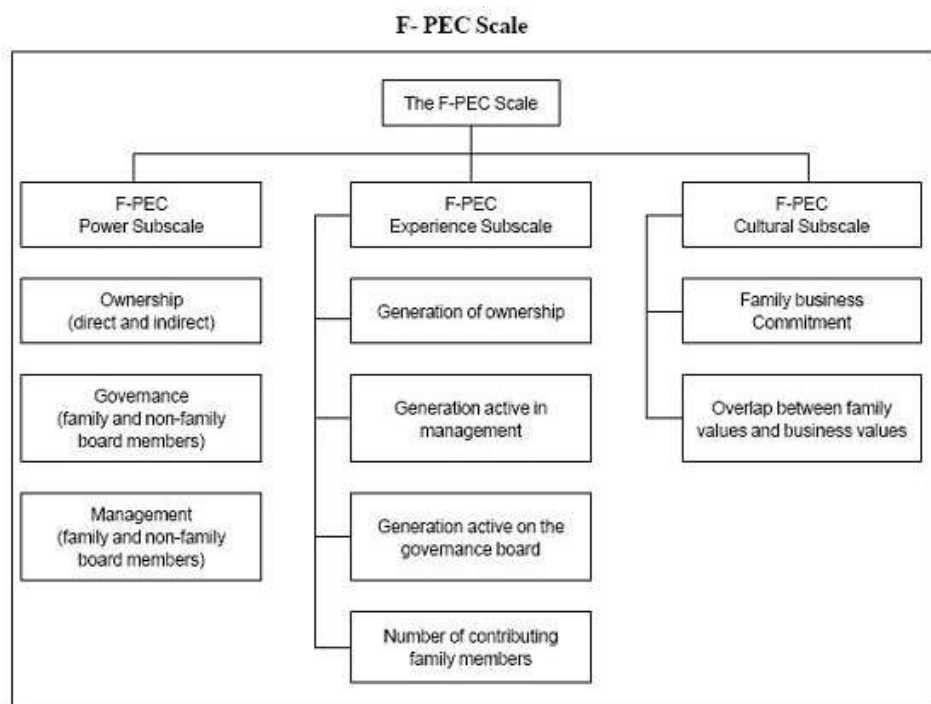 F- PEC Scale
The F-PEC Scale
F-PEC
Power Subscale
Ownership
(direct and indirect)
Governance
(family and non-family
board members)
Management
(family and non-family
board members)
F-PEC
Experience Subscale
Generation of ownership
Generation active in
management
Generation active on the
governance board
Number of contributing
family members
F-PEC
Cultural Subscale
Family business
Commitment
Overlap between family
values and business values